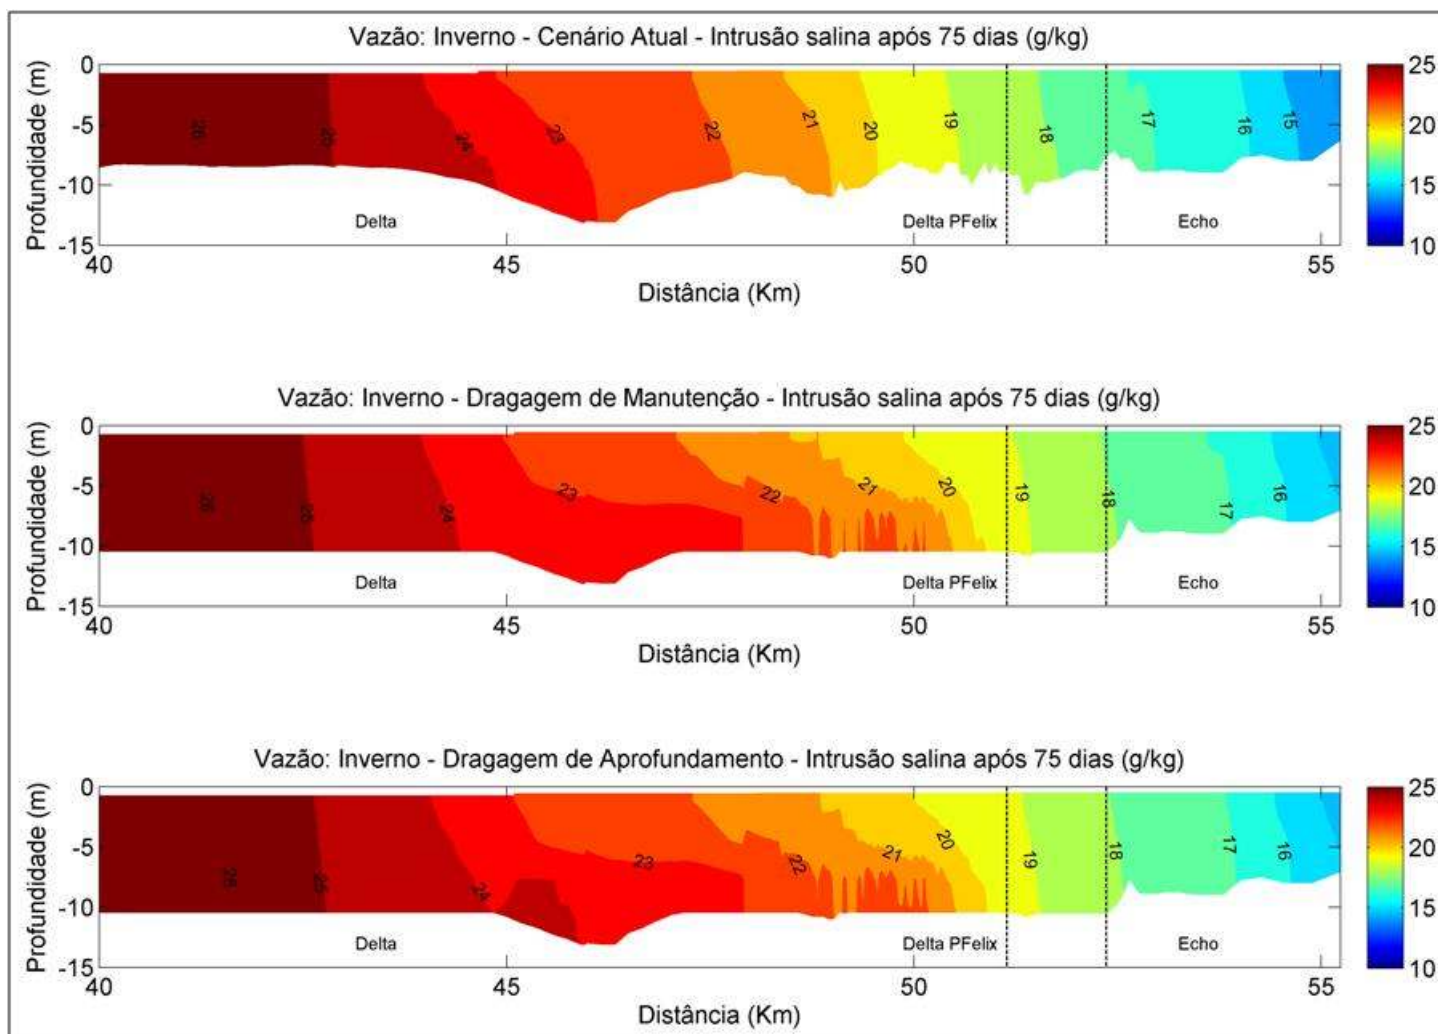 Vazão: Inverno - Cenário Atual - Intrusão salina após 75 dias (g/kg)
Profundidade (m)
0
-5
-10
-15
26 25 24 23 22 21 20 19 18 17 16 15
Delta
Delta PFelix
Echo
40 45 50 55
Distância (Km)
25
20
15
10
Vazão: Inverno - Dragagem de Manutenção - Intrusão salina após 75 dias (g/kg)
Profundidade (m)
0
-5
-10
-15
26 25 24 23 22 21 20 19 18 17 16
Delta
Delta PFelix
Echo
40 45 50 55
Distância (Km)
25
20
15
10
Vazão: Inverno - Dragagem de Aprofundamento - Intrusão salina após 75 dias (g/kg)
Profundidade (m)
0
-5
-10
-15
26 25 24 23 22 21 20 19 18 17 16
Delta
Delta PFelix
Echo
40 45 50 55
Distância (Km)
25
20
15
10